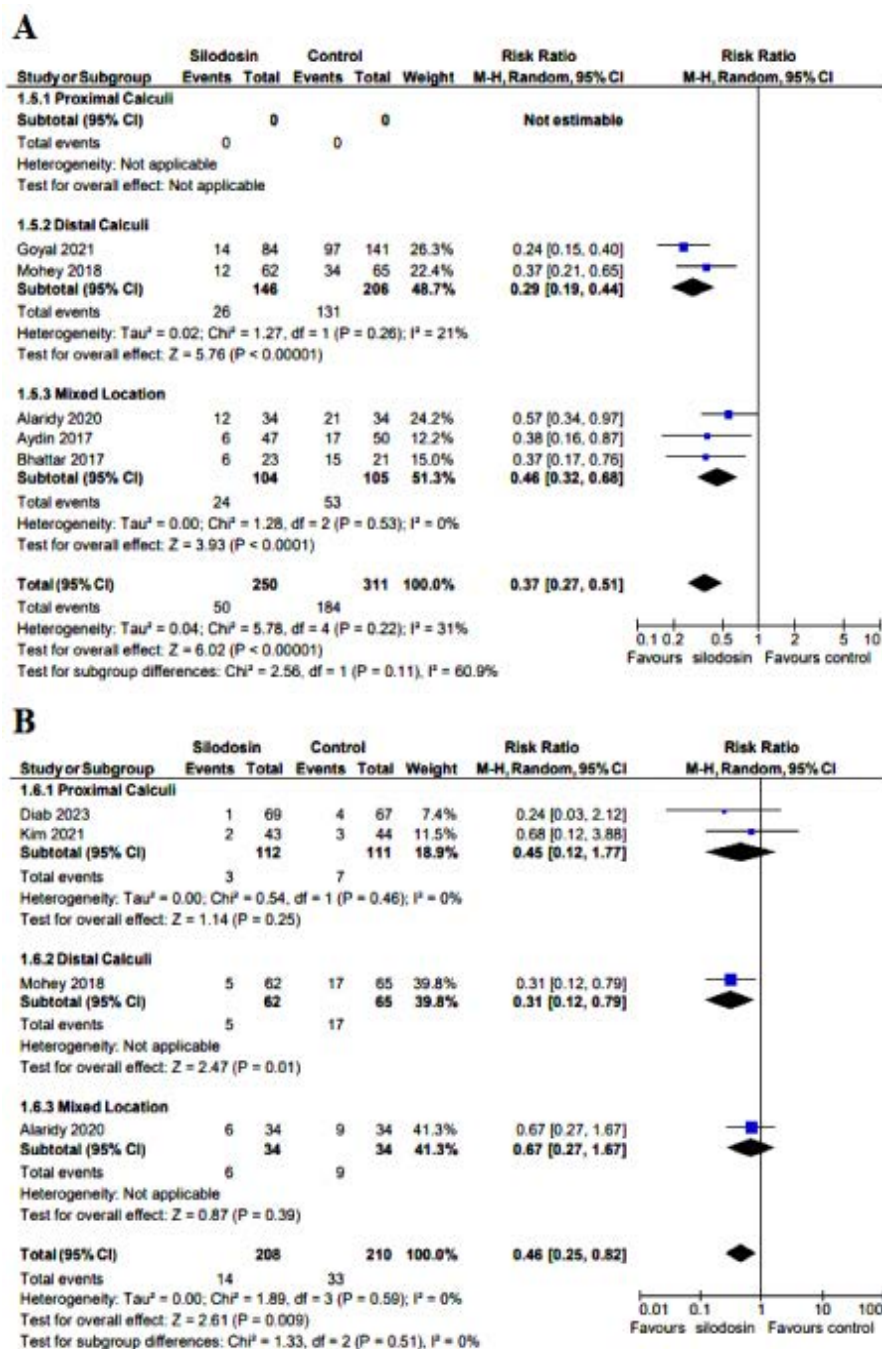 A
Silodosin Control Risk Ratio Risk Ratio
Study or Subgroup Events Total Events Total Weight M-H, Random, 95% CI M-H, Random, 95% CI
1.5.1 Proximal Calculi
Subtotal (95% CI) 0 0 Not estimable
Total events 0 0
Heterogeneity: Not applicable
Test for overall effect: Not applicable
1.5.2 Distal Calculi
Goyal 2021 14 84 97 141 26.3% 0.24 [0.15, 0.40]
Mohey 2018 12 62 34 65 22.4% 0.37 [0.21, 0.65]
Subtotal (95% CI) 146 206 48.7% 0.29 [0.19, 0.44]
Total events 26 131
Heterogeneity: Tau² = 0.02; Chi² = 1.27, df = 1 (P = 0.26); I² = 21%
Test for overall effect: Z = 5.76 (P < 0.00001)
1.5.3 Mixed Location
Alaridy 2020 12 34 21 34 24.2% 0.57 [0.34, 0.97]
Aydin 2017 6 47 17 50 12.2% 0.38 [0.16, 0.87]
Bhattar 2017 6 23 15 21 15.0% 0.37 [0.17, 0.76]
Subtotal (95% CI) 104 105 51.3% 0.46 [0.32, 0.68]
Total events 24 53
Heterogeneity: Tau² = 0.00; Chi² = 1.28, df = 2 (P = 0.53); I² = 0%
Test for overall effect: Z = 3.93 (P < 0.0001)
Total (95% CI) 250 311 100.0% 0.37 [0.27, 0.51]
Total events 50 184
Heterogeneity: Tau² = 0.04; Chi² = 5.78, df = 4 (P = 0.22); I² = 31%
Test for overall effect: Z = 6.02 (P < 0.00001)
Test for subgroup differences: Chi² = 2.56, df = 1 (P = 0.11), I² = 60.9%
0.1 0.2 0.5 1 2 5 10
Favours silodosin Favours control
B
Silodosin Control Risk Ratio Risk Ratio
Study or Subgroup Events Total Events Total Weight M-H, Random, 95% CI M-H, Random, 95% CI
1.6.1 Proximal Calculi
Diab 2023 1 69 4 67 7.4% 0.24 [0.03, 2.12]
Kim 2021 2 43 3 44 11.5% 0.68 [0.12, 3.88]
Subtotal (95% CI) 112 111 18.9% 0.45 [0.12, 1.77]
Total events 3 7
Heterogeneity: Tau² = 0.00; Chi² = 0.54, df = 1 (P = 0.46); I² = 0%
Test for overall effect: Z = 1.14 (P = 0.25)
1.6.2 Distal Calculi
Mohey 2018 5 62 17 65 39.8% 0.31 [0.12, 0.79]
Subtotal (95% CI) 62 65 39.8% 0.31 [0.12, 0.79]
Total events 5 17
Heterogeneity: Not applicable
Test for overall effect: Z = 2.47 (P = 0.01)
1.6.3 Mixed Location
Alaridy 2020 6 34 9 34 41.3% 0.67 [0.27, 1.67]
Subtotal (95% CI) 34 34 41.3% 0.67 [0.27, 1.67]
Total events 6 9
Heterogeneity: Not applicable
Test for overall effect: Z = 0.87 (P = 0.39)
Total (95% CI) 208 210 100.0% 0.46 [0.25, 0.82]
Total events 14 33
Heterogeneity: Tau² = 0.00; Chi² = 1.89, df = 3 (P = 0.59); I² = 0%
Test for overall effect: Z = 2.61 (P = 0.009)
Test for subgroup differences: Chi² = 1.33, df = 2 (P = 0.51), I² = 0%
0.01 0.1 1 10 100
Favours silodosin Favours control